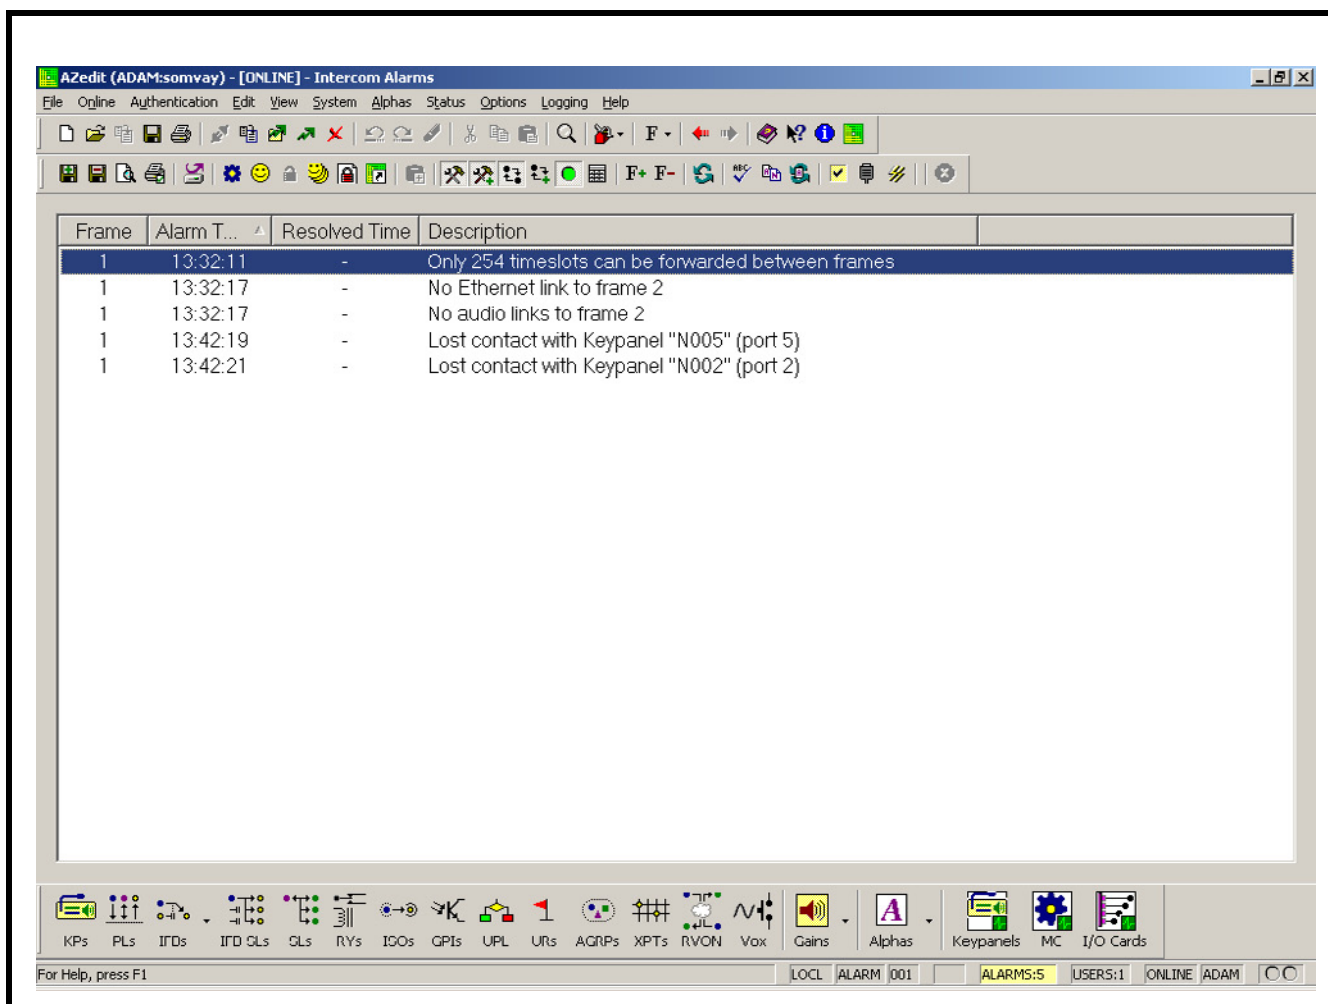 AZedit (ADAM:somvay) - [ONLINE] - Intercom Alarms
File Online Authentication Edit View System Alphas Status Options Logging Help
F F+ F- ABC
Frame Alarm T... Resolved Time Description
1 13:32:11 - Only 254 timeslots can be forwarded between frames
1 13:32:17 - No Ethernet link to frame 2
1 13:32:17 - No audio links to frame 2
1 13:42:19 - Lost contact with Keypanel "N005" (port 5)
1 13:42:21 - Lost contact with Keypanel "N002" (port 2)
KPs PLs IFBs IFB SLs SLs RYs ISOs GPIs UPL URs AGRPs XPTs RVON Vox Gains Alphas Keypanels MC I/O Cards
For Help, press F1 LOCL ALARM 001 ALARMS:5 USERS:1 ONLINE ADAM